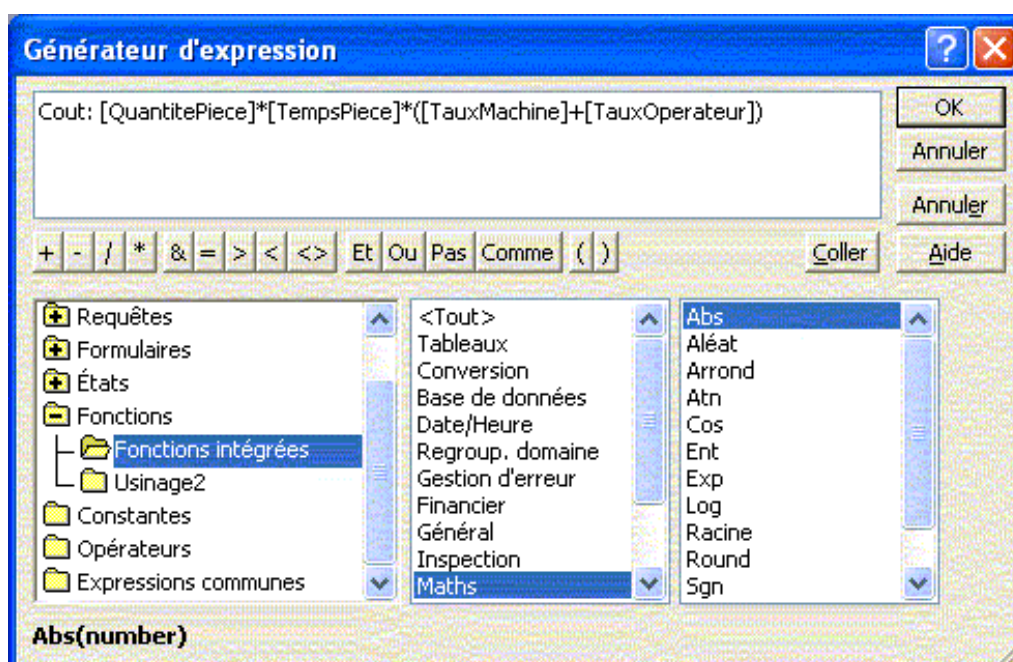 Générateur d'expression
Cout: [QuantitePiece]*[TempsPiece]*([TauxMachine]+[TauxOperateur])
OK
Annuler
Annuler
+ - / * & = > < <> Et Ou Pas Comme ( ) Coller Aide
Requêtes
Formulaires
États
Fonctions
Fonctions intégrées
Usinage2
Constantes
Opérateurs
Expressions communes
<Tout>
Tableaux
Conversion
Base de données
Date/Heure
Regroup. domaine
Gestion d'erreur
Financier
Général
Inspection
Maths
Abs
Aléat
Arrond
Atn
Cos
Ent
Exp
Log
Racine
Round
Sgn
Abs(number)